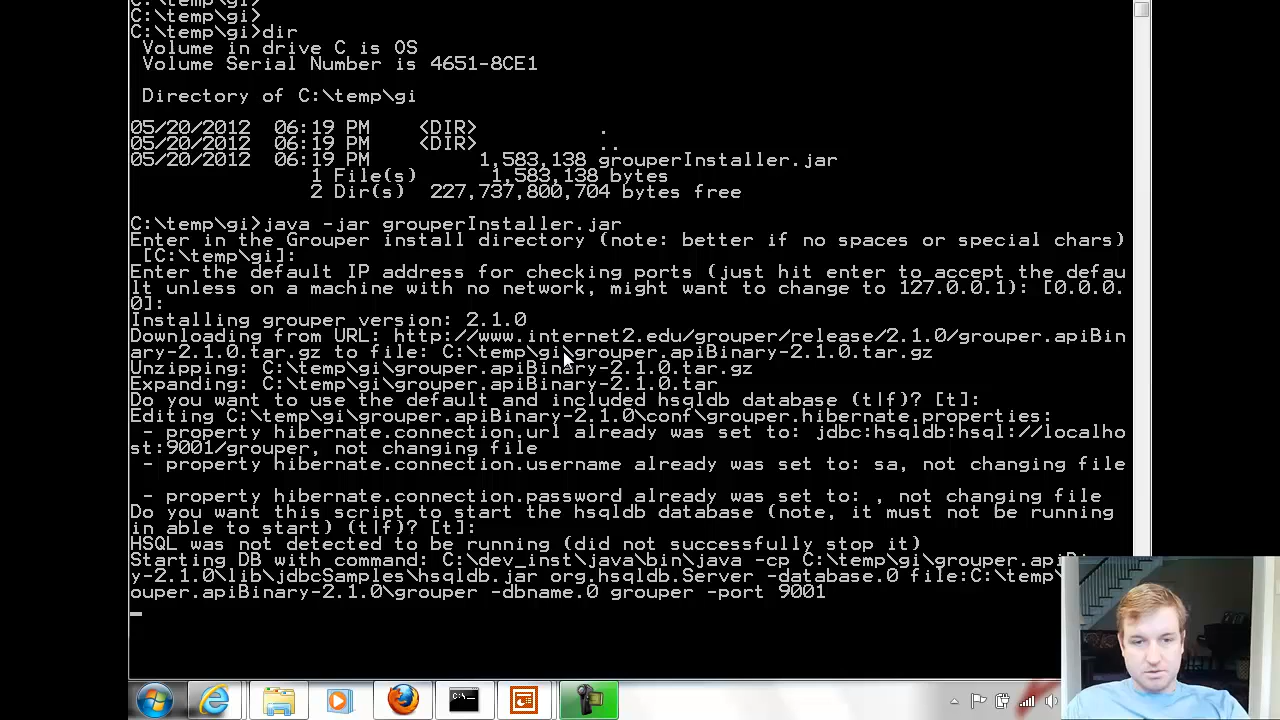 C:\temp\gi>
C:\temp\gi>
C:\temp\gi>dir
Volume in drive C is OS
Volume Serial Number is 4651-8CE1
Directory of C:\temp\gi
05/20/2012  06:19 PM    <DIR>          .
05/20/2012  06:19 PM    <DIR>          ..
05/20/2012  06:19 PM         1,583,138 grouperInstaller.jar
1 File(s)      1,583,138 bytes
2 Dir(s)  227,737,800,704 bytes free
C:\temp\gi>java -jar grouperInstaller.jar
Enter in the Grouper install directory (note: better if no spaces or special chars)
[C:\temp\gi]:
Enter the default IP address for checking ports (just hit enter to accept the defau
lt unless on a machine with no network, might want to change to 127.0.0.1): [0.0.0.
0]:
Installing grouper version: 2.1.0
Downloading from URL: http://www.internet2.edu/grouper/release/2.1.0/grouper.apiBin
ary-2.1.0.tar.gz to file: C:\temp\gi\grouper.apiBinary-2.1.0.tar.gz
Unzipping: C:\temp\gi\grouper.apiBinary-2.1.0.tar.gz
Expanding: C:\temp\gi\grouper.apiBinary-2.1.0.tar
Do you want to use the default and included hsqldb database (t|f)? [t]:
Editing C:\temp\gi\grouper.apiBinary-2.1.0\conf\grouper.hibernate.properties:
- property hibernate.connection.url already was set to: jdbc:hsqldb:hsql://localho
st:9001/grouper, not changing file
- property hibernate.connection.username already was set to: sa, not changing file
- property hibernate.connection.password already was set to: , not changing file
Do you want this script to start the hsqldb database (note, it must not be running
in able to start) (t|f)? [t]:
HSQL was not detected to be running (did not successfully stop it)
Starting DB with command: C:\dev_inst\java\bin\java -cp C:\temp\gi\grouper.apiBi
y-2.1.0\lib\jdbcSamples\hsqldb.jar org.hsqldb.Server -database.0 file:C:\temp\
ouper.apiBinary-2.1.0\grouper -dbname.0 grouper -port 9001